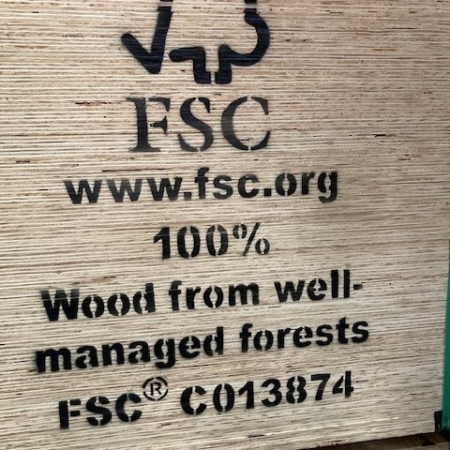 FSC
www.fsc.org
100%
Wood from well-
managed forests
FSC® C013874